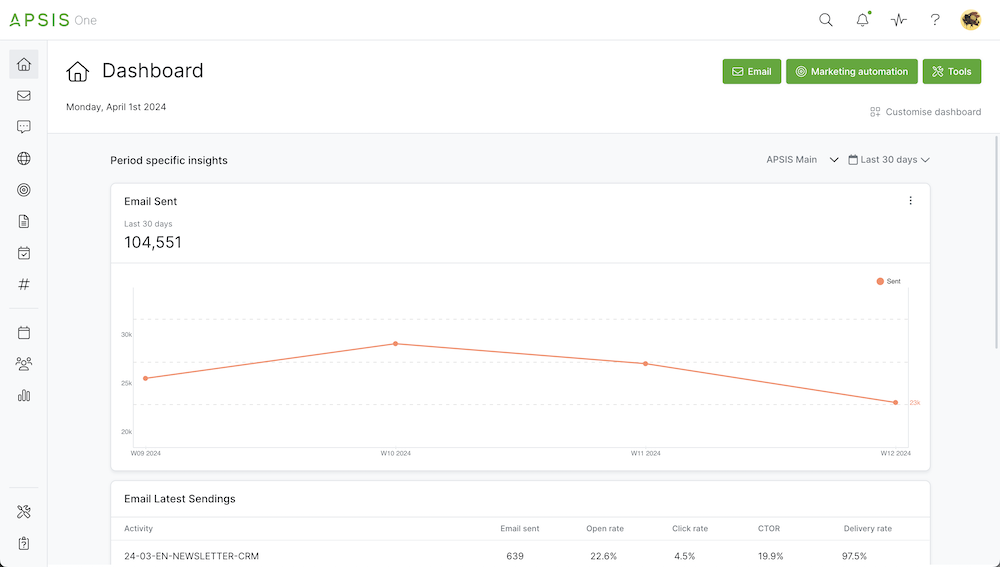 APSIS One
Dashboard
Email
Marketing automation
Tools
Monday, April 1st 2024
Customise dashboard
Period specific insights
APSIS Main
Last 30 days
Email Sent
Last 30 days
104,551
Sent
30k
25k
23k
20k
W09 2024 W10 2024 W11 2024 W12 2024
Email Latest Sendings
Activity Email sent Open rate Click rate CTOR Delivery rate
24-03-EN-NEWSLETTER-CRM 639 22.6% 4.5% 19.9% 97.5%